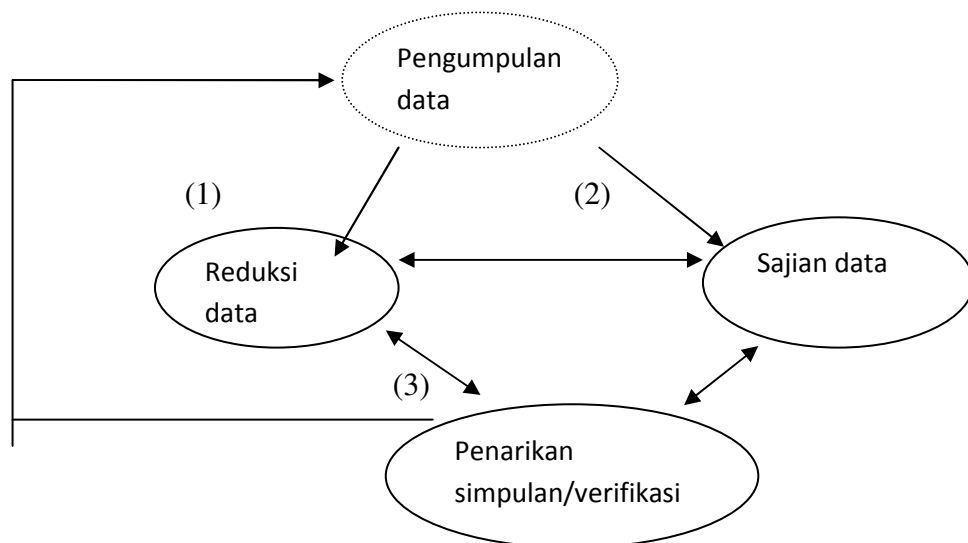 Pengumpulan
data
(1)
(2)
Reduksi
data
Sajian data
(3)
Penarikan
simpulan/verifikasi